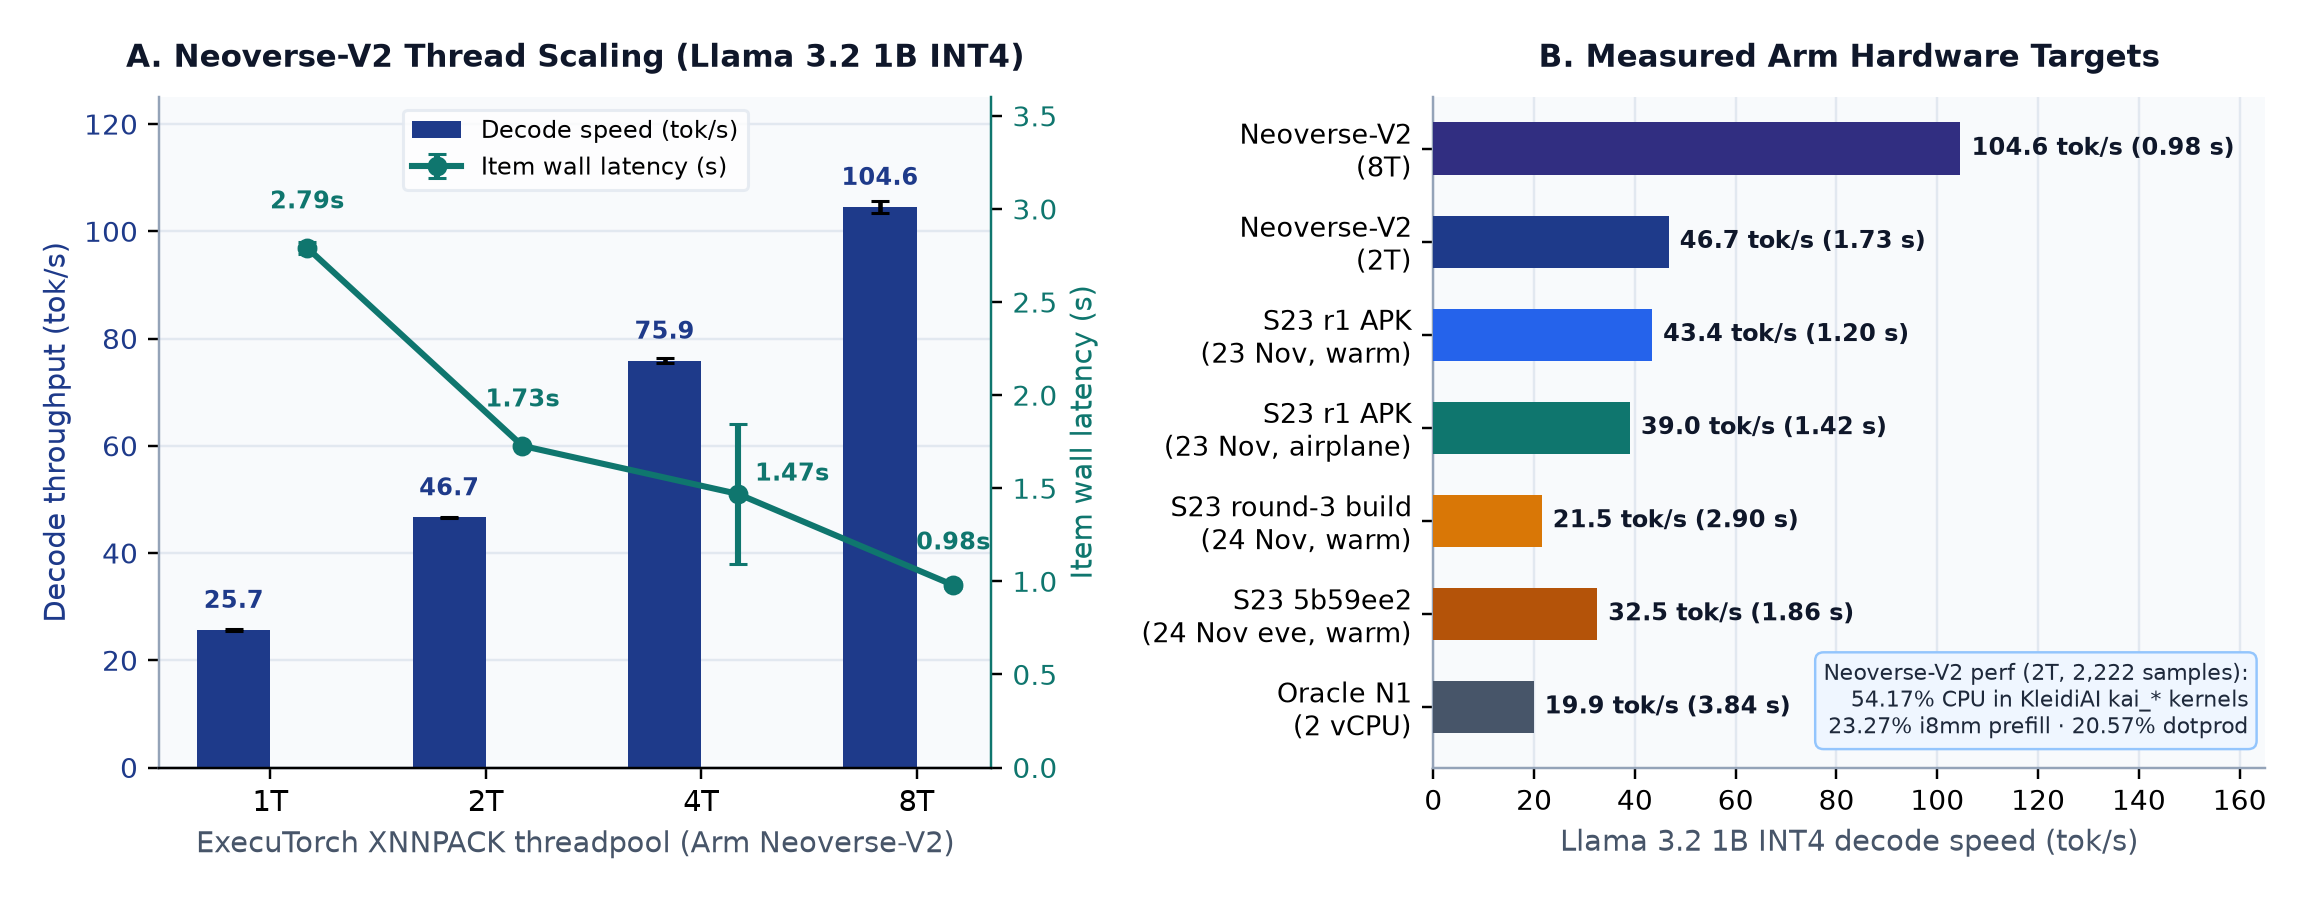 A. Neoverse-V2 Thread Scaling (Llama 3.2 1B INT4)
Decode speed (tok/s)
Item wall latency (s)
Decode throughput (tok/s)
120
100
80
60
40
20
0
2.79s
1.73s
1.47s
0.98s
25.7
46.7
75.9
104.6
3.5
3.0
2.5
2.0
1.5
1.0
0.5
0.0
Item wall latency (s)
1T
2T
4T
8T
ExecuTorch XNNPACK threadpool (Arm Neoverse-V2)
B. Measured Arm Hardware Targets
Neoverse-V2
(8T)
104.6 tok/s (0.98 s)
Neoverse-V2
(2T)
46.7 tok/s (1.73 s)
S23 r1 APK
(23 Nov, warm)
43.4 tok/s (1.20 s)
S23 r1 APK
(23 Nov, airplane)
39.0 tok/s (1.42 s)
S23 round-3 build
(24 Nov, warm)
21.5 tok/s (2.90 s)
S23 5b59ee2
(24 Nov eve, warm)
32.5 tok/s (1.86 s)
Oracle N1
(2 vCPU)
19.9 tok/s (3.84 s)
Neoverse-V2 perf (2T, 2,222 samples):
54.17% CPU in KleidiAI kai_* kernels
23.27% i8mm prefill · 20.57% dotprod
0
20
40
60
80
100
120
140
160
Llama 3.2 1B INT4 decode speed (tok/s)